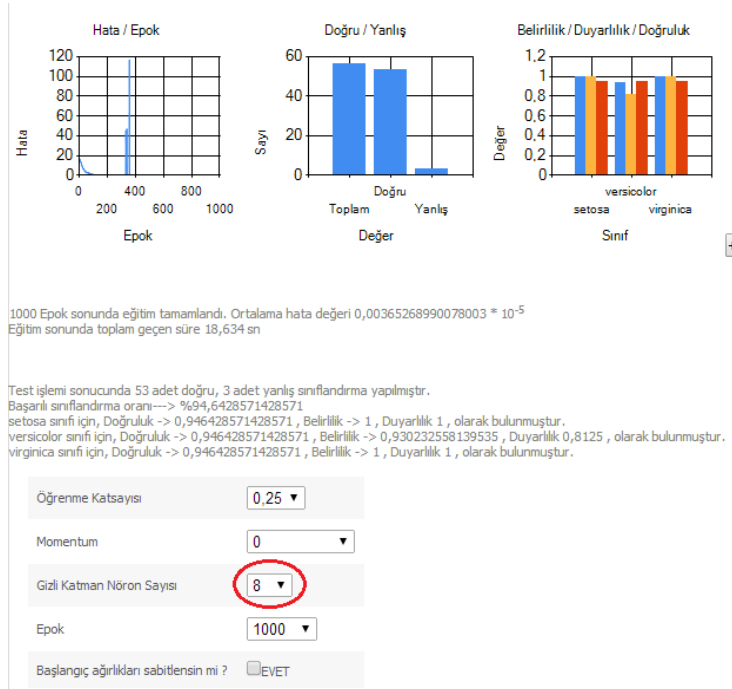 Hata / Epok
120
100
80
60
40
20
0
Hata
0 400 800
200 600 1000
Epok
Doğru / Yanlış
60
40
20
0
Sayı
Doğru
Toplam Yanlış
Değer
Belirlilik / Duyarlılık / Doğruluk
1,2
1
0,8
0,6
0,4
0,2
0
Değer
versicolor
setosa virginica
Sınıf
1000 Epok sonunda eğitim tamamlandı. Ortalama hata değeri 0,00365268990078003 * 10-5
Eğitim sonunda toplam geçen süre 18,634 sn
Test işlemi sonucunda 53 adet doğru, 3 adet yanlış sınıflandırma yapılmıştır.
Başarılı sınıflandırma oranı---> %94,6428571428571
setosa sınıfı için, Doğruluk -> 0,946428571428571 , Belirlilik -> 1 , Duyarlılık 1 , olarak bulunmuştur.
versicolor sınıfı için, Doğruluk -> 0,946428571428571 , Belirlilik -> 0,930232558139535 , Duyarlılık 0,8125 , olarak bulunmuştur.
virginica sınıfı için, Doğruluk -> 0,946428571428571 , Belirlilik -> 1 , Duyarlılık 1 , olarak bulunmuştur.
Öğrenme Katsayısı 0,25
Momentum 0
Gizli Katman Nöron Sayısı 8
Epok 1000
Başlangıç ağırlıkları sabitlensin mi ? EVET